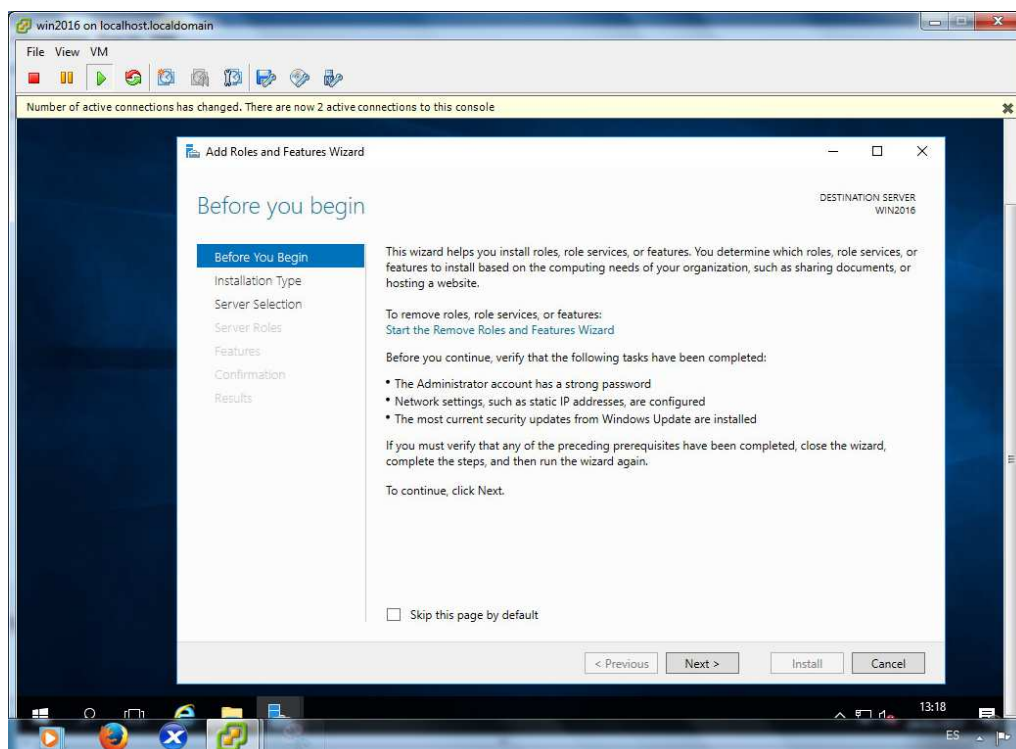 win2016 on localhost.localdomain
File View VM
Number of active connections has changed. There are now 2 active connections to this console
Add Roles and Features Wizard
Before you begin
DESTINATION SERVER
WIN2016
Before You Begin
Installation Type
Server Selection
Server Roles
Features
Confirmation
Results
This wizard helps you install roles, role services, or features. You determine which roles, role services, or
features to install based on the computing needs of your organization, such as sharing documents, or
hosting a website.
To remove roles, role services, or features:
Start the Remove Roles and Features Wizard
Before you continue, verify that the following tasks have been completed:
• The Administrator account has a strong password
• Network settings, such as static IP addresses, are configured
• The most current security updates from Windows Update are installed
If you must verify that any of the preceding prerequisites have been completed, close the wizard,
complete the steps, and then run the wizard again.
To continue, click Next.
Skip this page by default
< Previous
Next >
Install
Cancel
13:18
ES